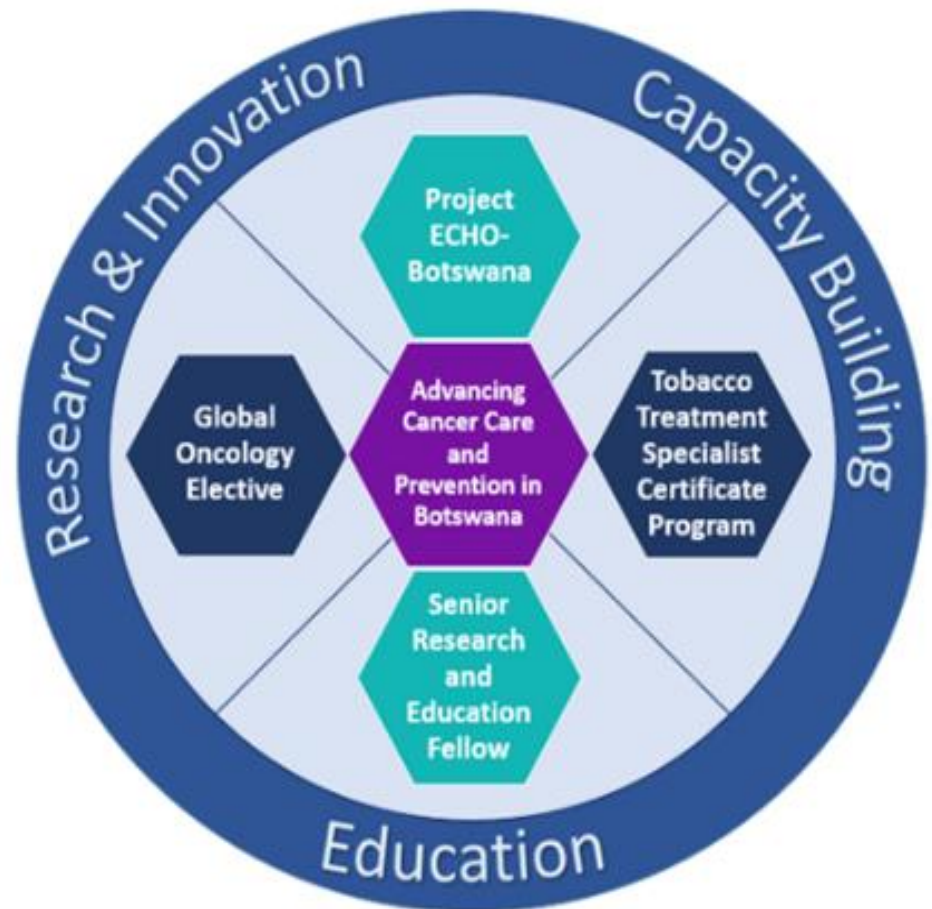 Research & Innovation
Capacity Building
Project
ECHO-
Botswana
Global
Oncology
Elective
Advancing
Cancer Care
and
Prevention in
Botswana
Tobacco
Treatment
Specialist
Certificate
Program
Senior
Research
and
Education
Fellow
Education